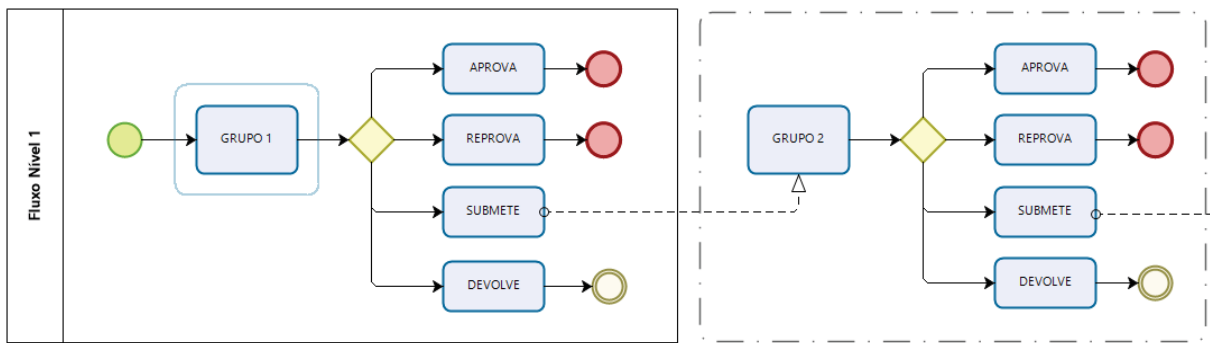 Fluxo Nível 1
GRUPO 1
APROVA
REPROVA
SUBMETE
DEVOLVE
GRUPO 2
APROVA
REPROVA
SUBMETE
DEVOLVE